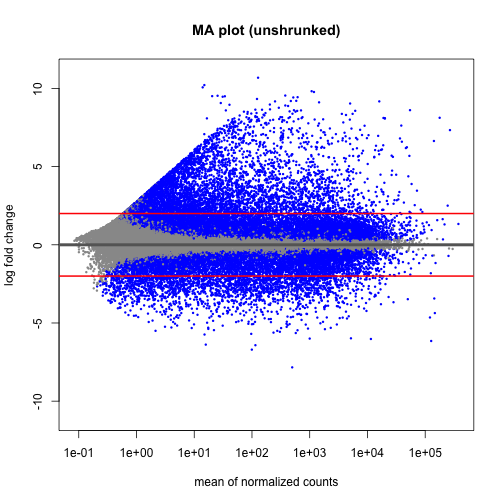 MA plot (unshrunked)
log fold change
10
5
0
-5
-10
1e-01 1e+00 1e+01 1e+02 1e+03 1e+04 1e+05
mean of normalized counts